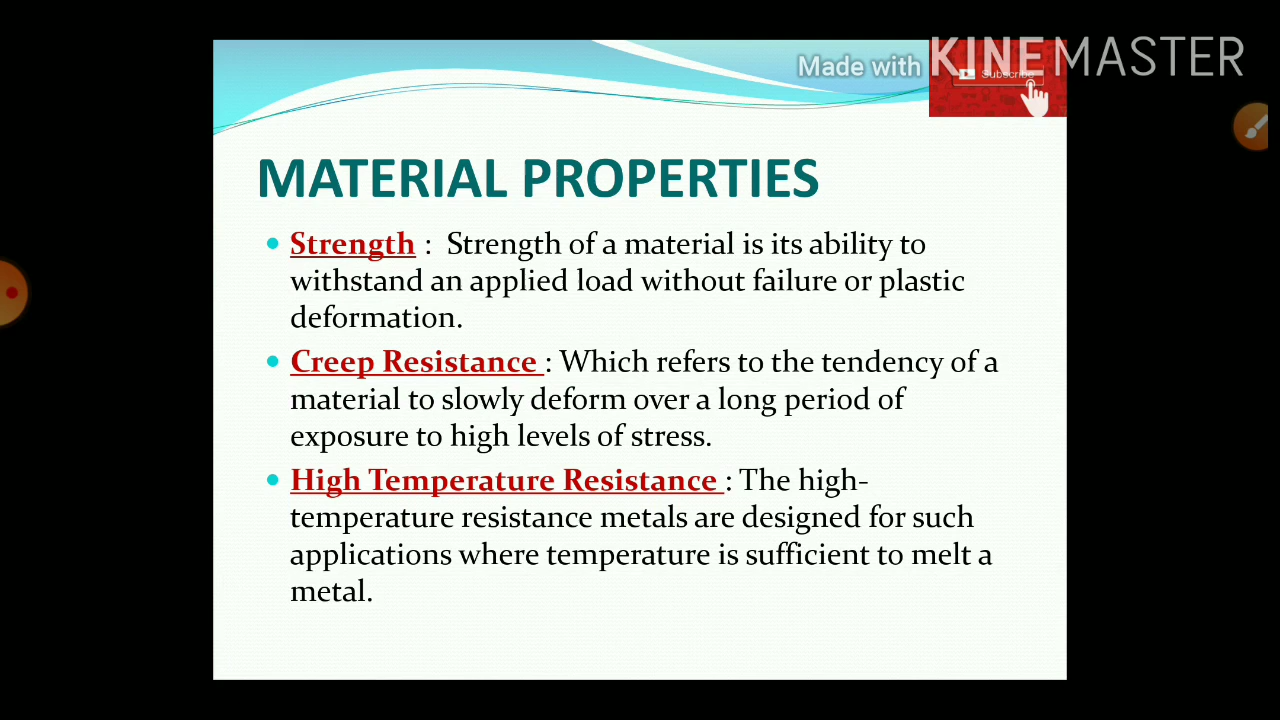 Made with KINEMASTER
Subscribe
MATERIAL PROPERTIES
Strength : Strength of a material is its ability to
withstand an applied load without failure or plastic
deformation.
Creep Resistance : Which refers to the tendency of a
material to slowly deform over a long period of
exposure to high levels of stress.
High Temperature Resistance : The high-
temperature resistance metals are designed for such
applications where temperature is sufficient to melt a
metal.